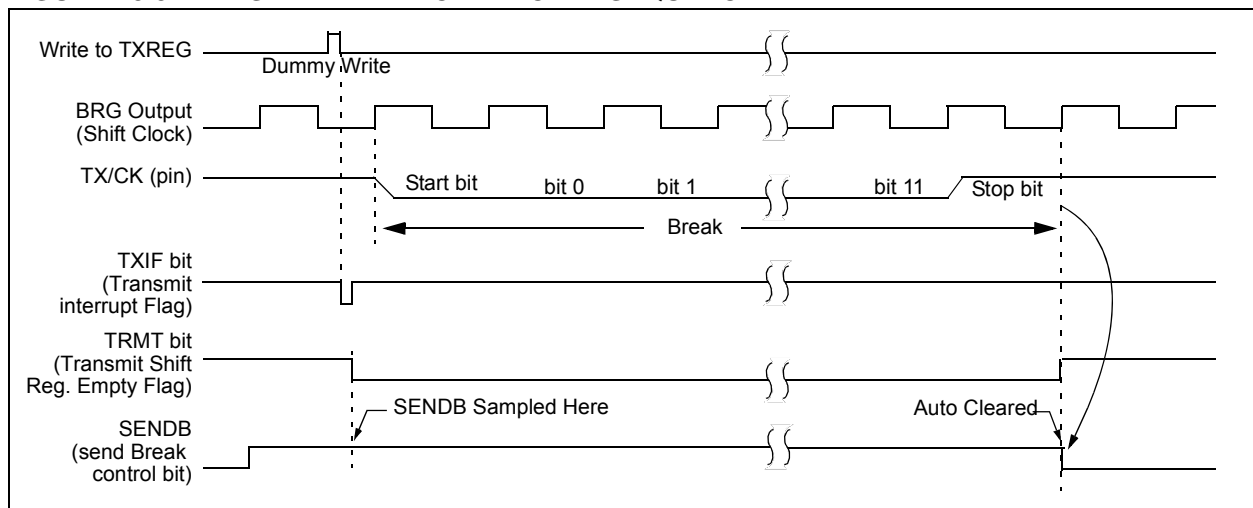 Write to TXREG
Dummy Write
BRG Output
(Shift Clock)
TX/CK (pin)
Start bit
bit 0
bit 1
bit 11
Stop bit
Break
TXIF bit
(Transmit
interrupt Flag)
TRMT bit
(Transmit Shift
Reg. Empty Flag)
SENDB Sampled Here
Auto Cleared
SENDB
(send Break
control bit)